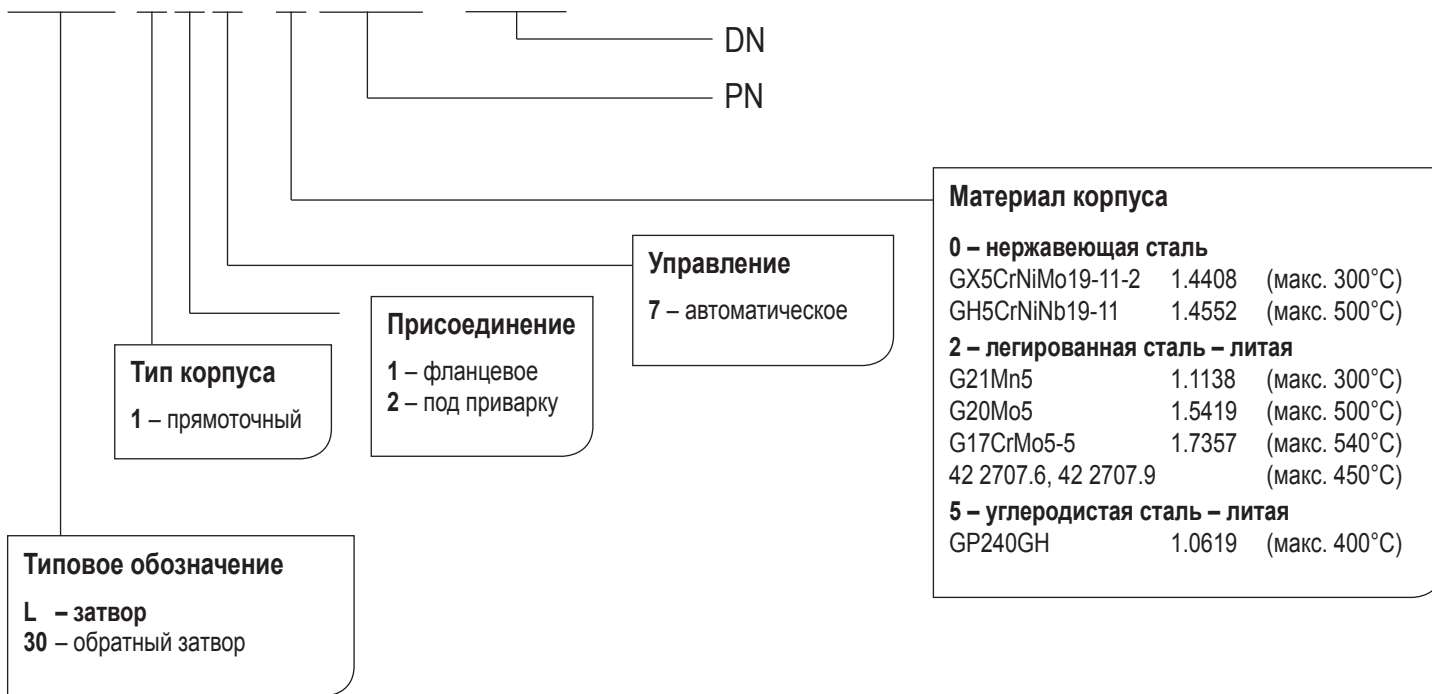 DN
PN
Материал корпуса
0 – нержавеющая сталь
GX5CrNiMo19-11-2 1.4408 (макс. 300°C)
GH5CrNiNb19-11 1.4552 (макс. 500°C)
2 – легированная сталь – литая
G21Mn5 1.1138 (макс. 300°C)
G20Mo5 1.5419 (макс. 500°C)
G17CrMo5-5 1.7357 (макс. 540°C)
42 2707.6, 42 2707.9 (макс. 450°C)
5 – углеродистая сталь – литая
GP240GH 1.0619 (макс. 400°C)
Управление
7 – автоматическое
Присоединение
1 – фланцевое
2 – под приварку
Тип корпуса
1 – прямоточный
Типовое обозначение
L – затвор
30 – обратный затвор